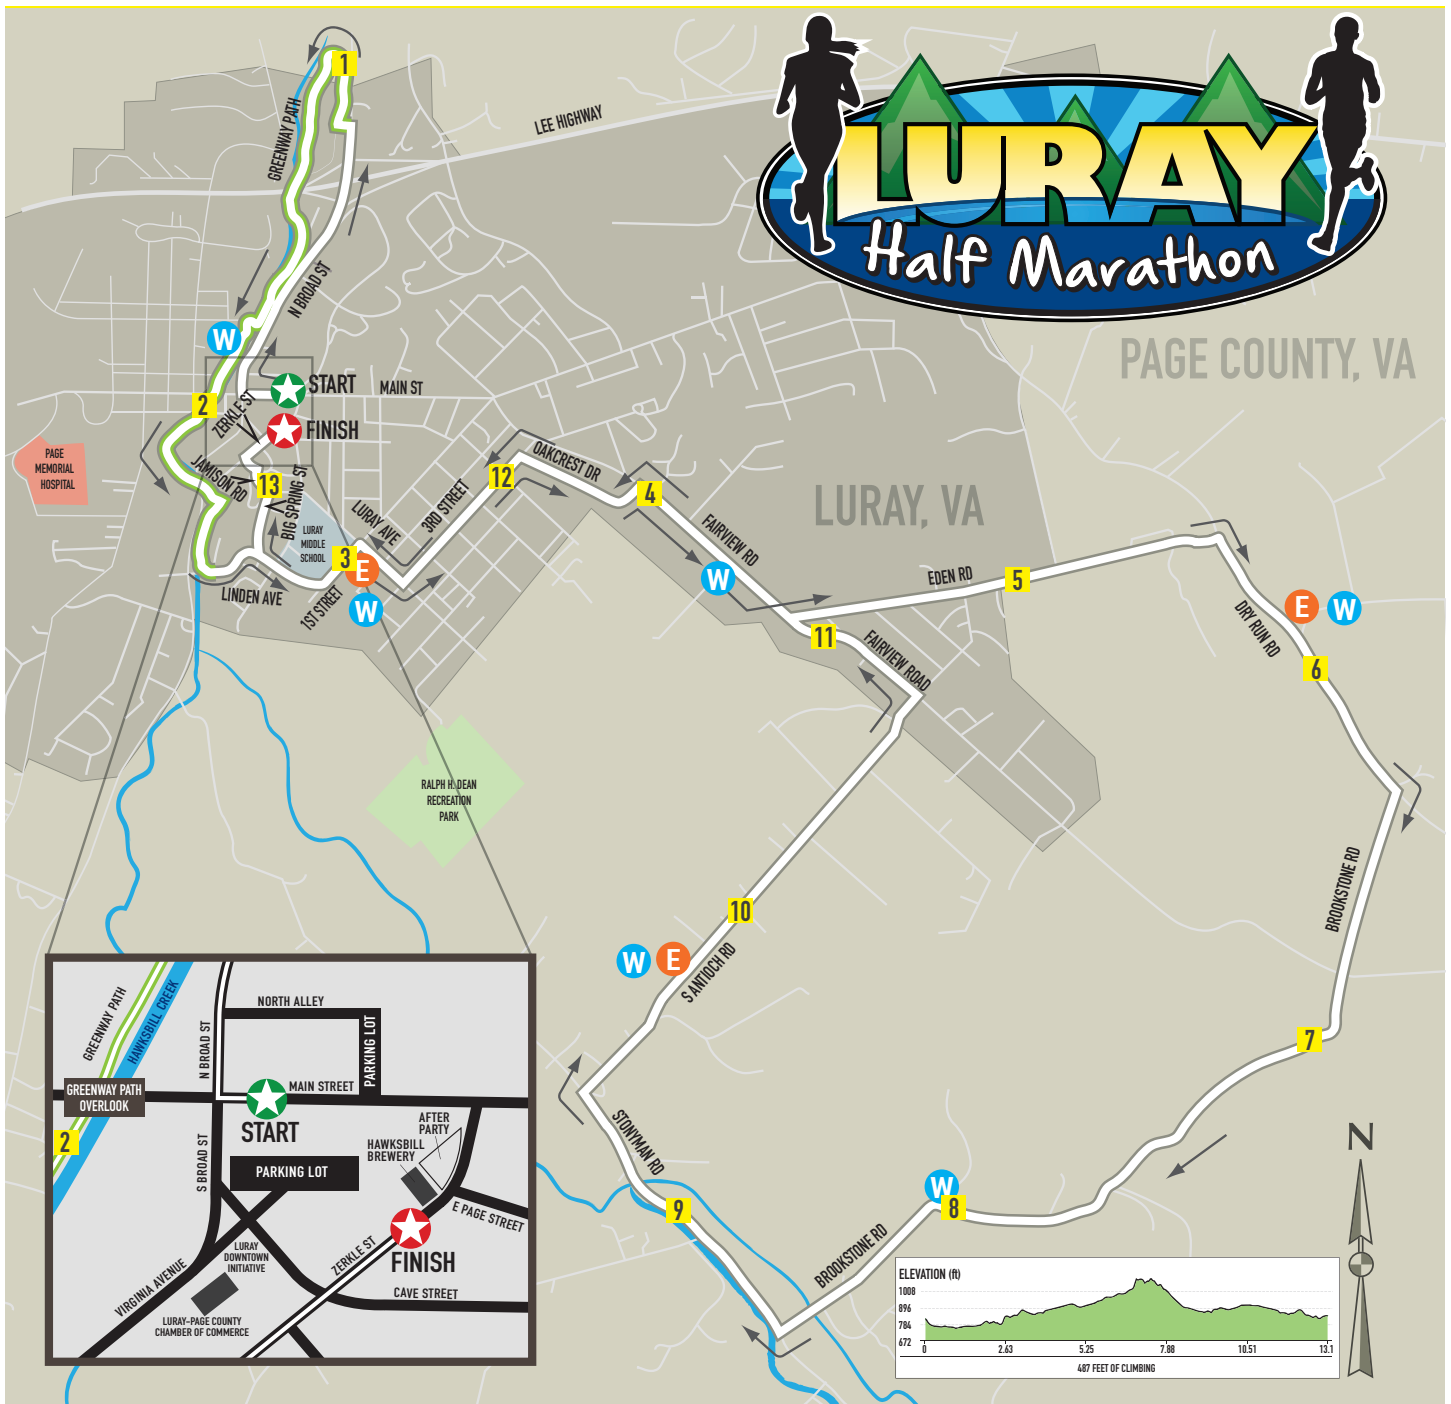 LURAY
Half Marathon
1
GREENWAY PATH
LEE HIGHWAY
N BROAD ST
W
START
MAIN ST
PAGE COUNTY, VA
2
ZERKLE ST
FINISH
PAGE
MEMORIAL
HOSPITAL
JAMISON RD
13
BIG SPRING ST
LURAY
MIDDLE
SCHOOL
LURAY AVE
3RD STREET
12
OAKCREST DR
4
LURAY, VA
FAIRVIEW RD
W
3
E
W
LINDEN AVE
1ST STREET
EDEN RD
5
E
W
DRY RUN RD
6
11
FAIRVIEW ROAD
RALPH H. DEAN
RECREATION
PARK
BROOKSTONE RD
10
W
E
S ANTIOCH RD
7
STONYMAN RD
9
W
8
BROOKSTONE RD
N
GREENWAY PATH
HAWKSBILL CREEK
N BROAD ST
NORTH ALLEY
PARKING LOT
MAIN STREET
GREENWAY PATH
OVERLOOK
2
START
AFTER
PARTY
HAWKSBILL
BREWERY
S BROAD ST
PARKING LOT
E PAGE STREET
FINISH
ZERKLE ST
LURAY
DOWNTOWN
INITIATIVE
VIRGINIA AVENUE
CAVE STREET
LURAY-PAGE COUNTY
CHAMBER OF COMMERCE
ELEVATION (ft)
1008
896
784
672
0
2.63
5.25
7.88
10.51
13.1
487 FEET OF CLIMBING